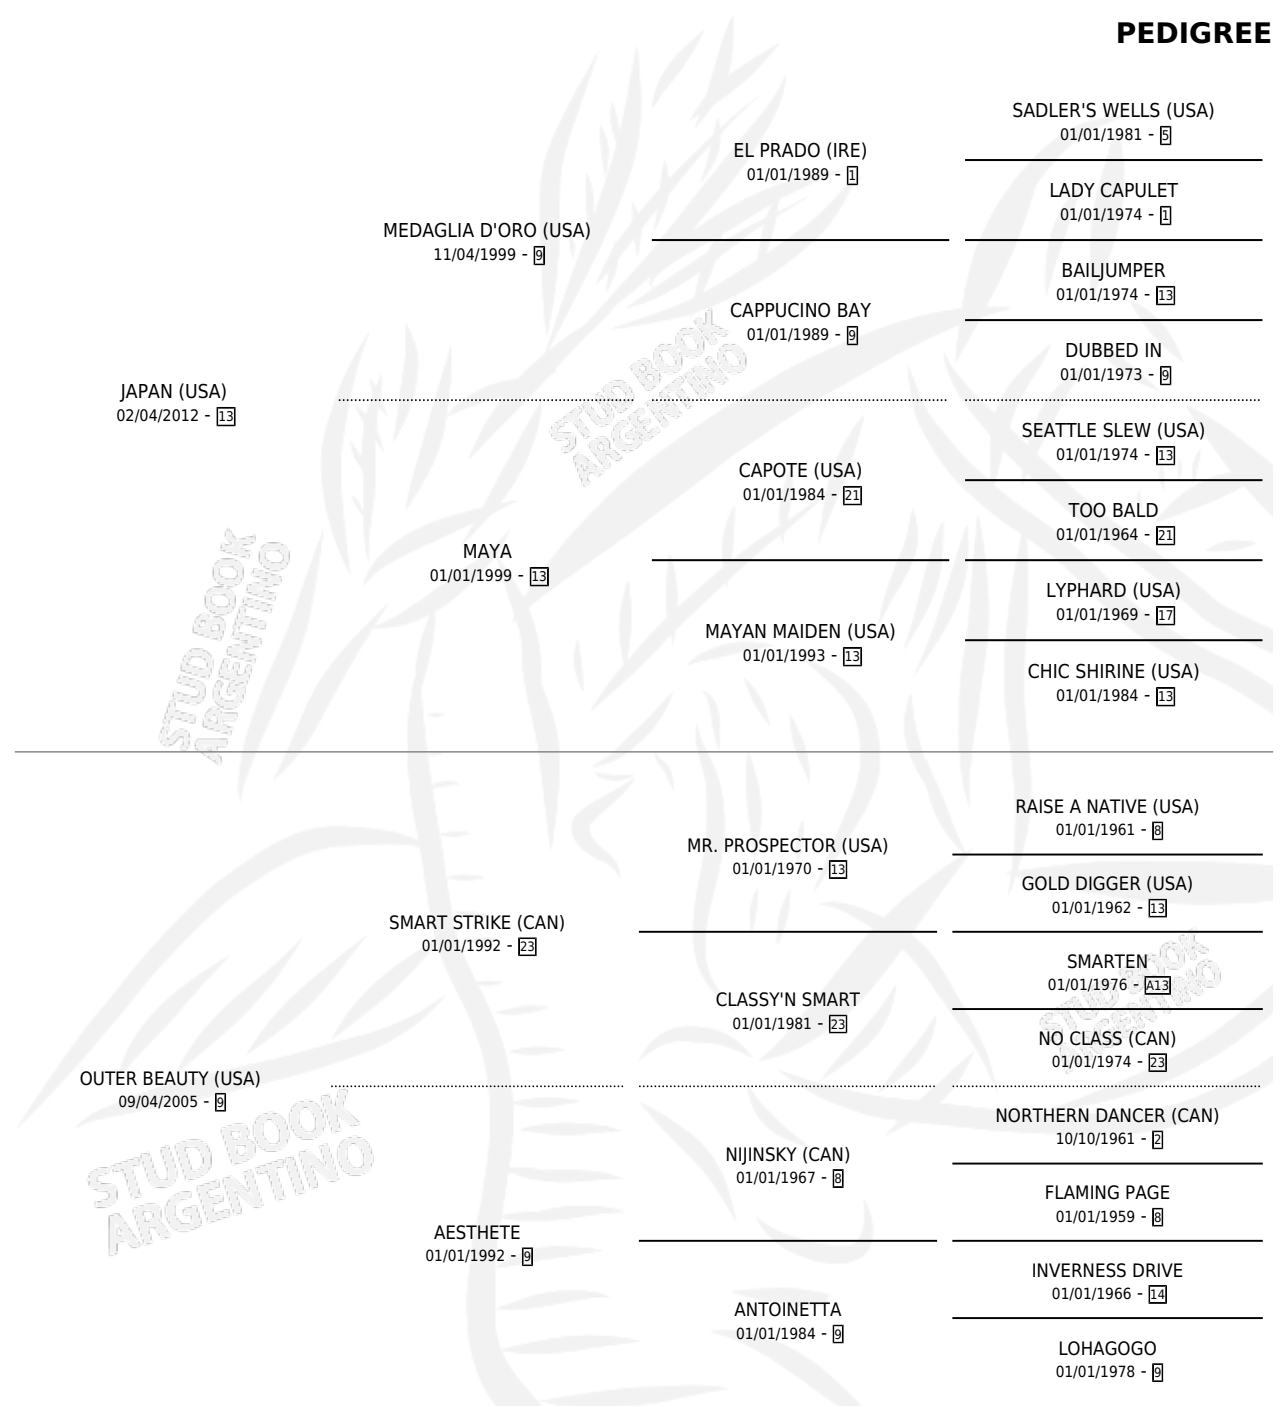 PEDIGREE
SADLER'S WELLS (USA)
01/01/1981 - 5
EL PRADO (IRE)
01/01/1989 - 1
LADY CAPULET
01/01/1974 - 1
MEDAGLIA D'ORO (USA)
11/04/1999 - 9
BAILJUMPER
01/01/1974 - 13
CAPPUCINO BAY
01/01/1989 - 9
DUBBED IN
01/01/1973 - 9
JAPAN (USA)
02/04/2012 - 13
SEATTLE SLEW (USA)
01/01/1974 - 13
CAPOTE (USA)
01/01/1984 - 21
TOO BALD
01/01/1964 - 21
MAYA
01/01/1999 - 13
LYPHARD (USA)
01/01/1969 - 17
MAYAN MAIDEN (USA)
01/01/1993 - 13
CHIC SHIRINE (USA)
01/01/1984 - 13
RAISE A NATIVE (USA)
01/01/1961 - 8
MR. PROSPECTOR (USA)
01/01/1970 - 13
GOLD DIGGER (USA)
01/01/1962 - 13
SMART STRIKE (CAN)
01/01/1992 - 23
SMARTEN
01/01/1976 - A13
CLASSY'N SMART
01/01/1981 - 23
NO CLASS (CAN)
01/01/1974 - 23
OUTER BEAUTY (USA)
09/04/2005 - 9
NORTHERN DANCER (CAN)
10/10/1961 - 2
NIJINSKY (CAN)
01/01/1967 - 8
FLAMING PAGE
01/01/1959 - 8
AESTHETE
01/01/1992 - 9
INVERNESS DRIVE
01/01/1966 - 14
ANTOINETTA
01/01/1984 - 9
LOHAGOGO
01/01/1978 - 9
STUD BOOK
ARGENTINO
STUD BOOK
ARGENTINO
STUD BOOK
ARGENTINO
STUD BOOK
ARGENTINO